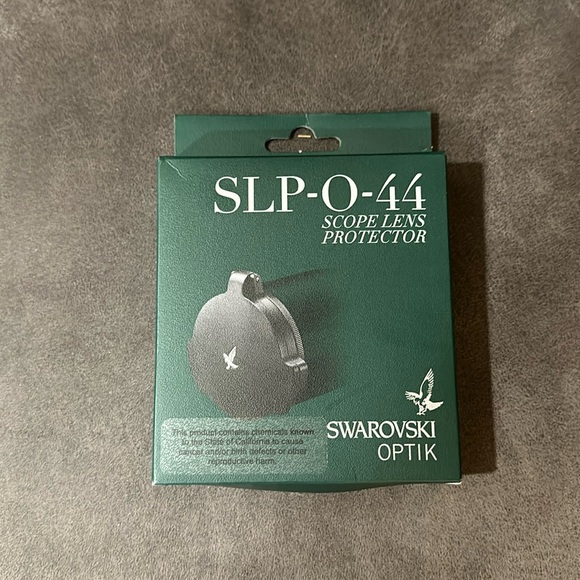 SLP-O-44
SCOPE LENS
PROTECTOR
This product contains chemicals known
to the State of California to cause
cancer and/or birth defects or other
reproductive harm.
SWAROVSKI
OPTIK